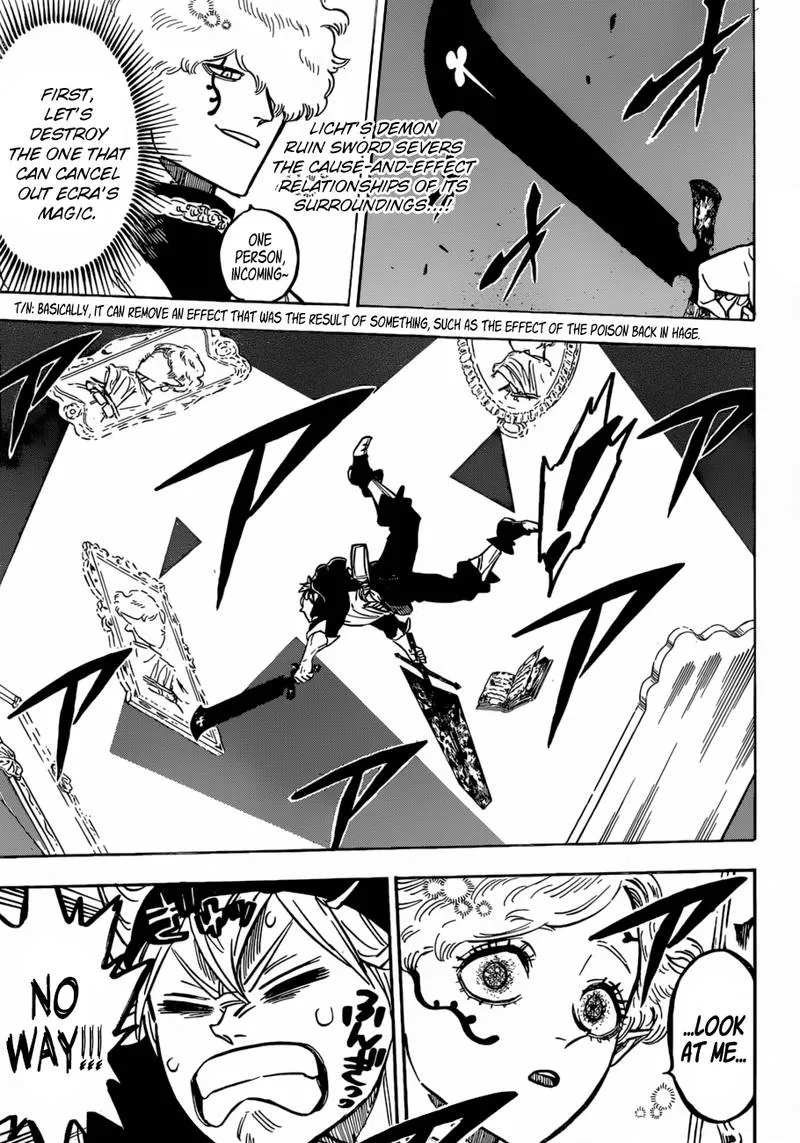 LICHT'S DEMON
RUIN SWORD SEVERS
THE CAUSE-AND-EFFECT
RELATIONSHIPS OF ITS
SURROUNDINGS...!!
FIRST,
LET'S
DESTROY
THE ONE THAT
CAN CANCEL
OUT ECRA'S
MAGIC.
ONE
PERSON,
INCOMING~
T/N: BASICALLY, IT CAN REMOVE AN EFFECT THAT WAS THE RESULT OF SOMETHING, SUCH AS THE EFFECT OF THE POISON BACK IN HAGE.
...LOOK
AT ME...
NO
WAY!!!